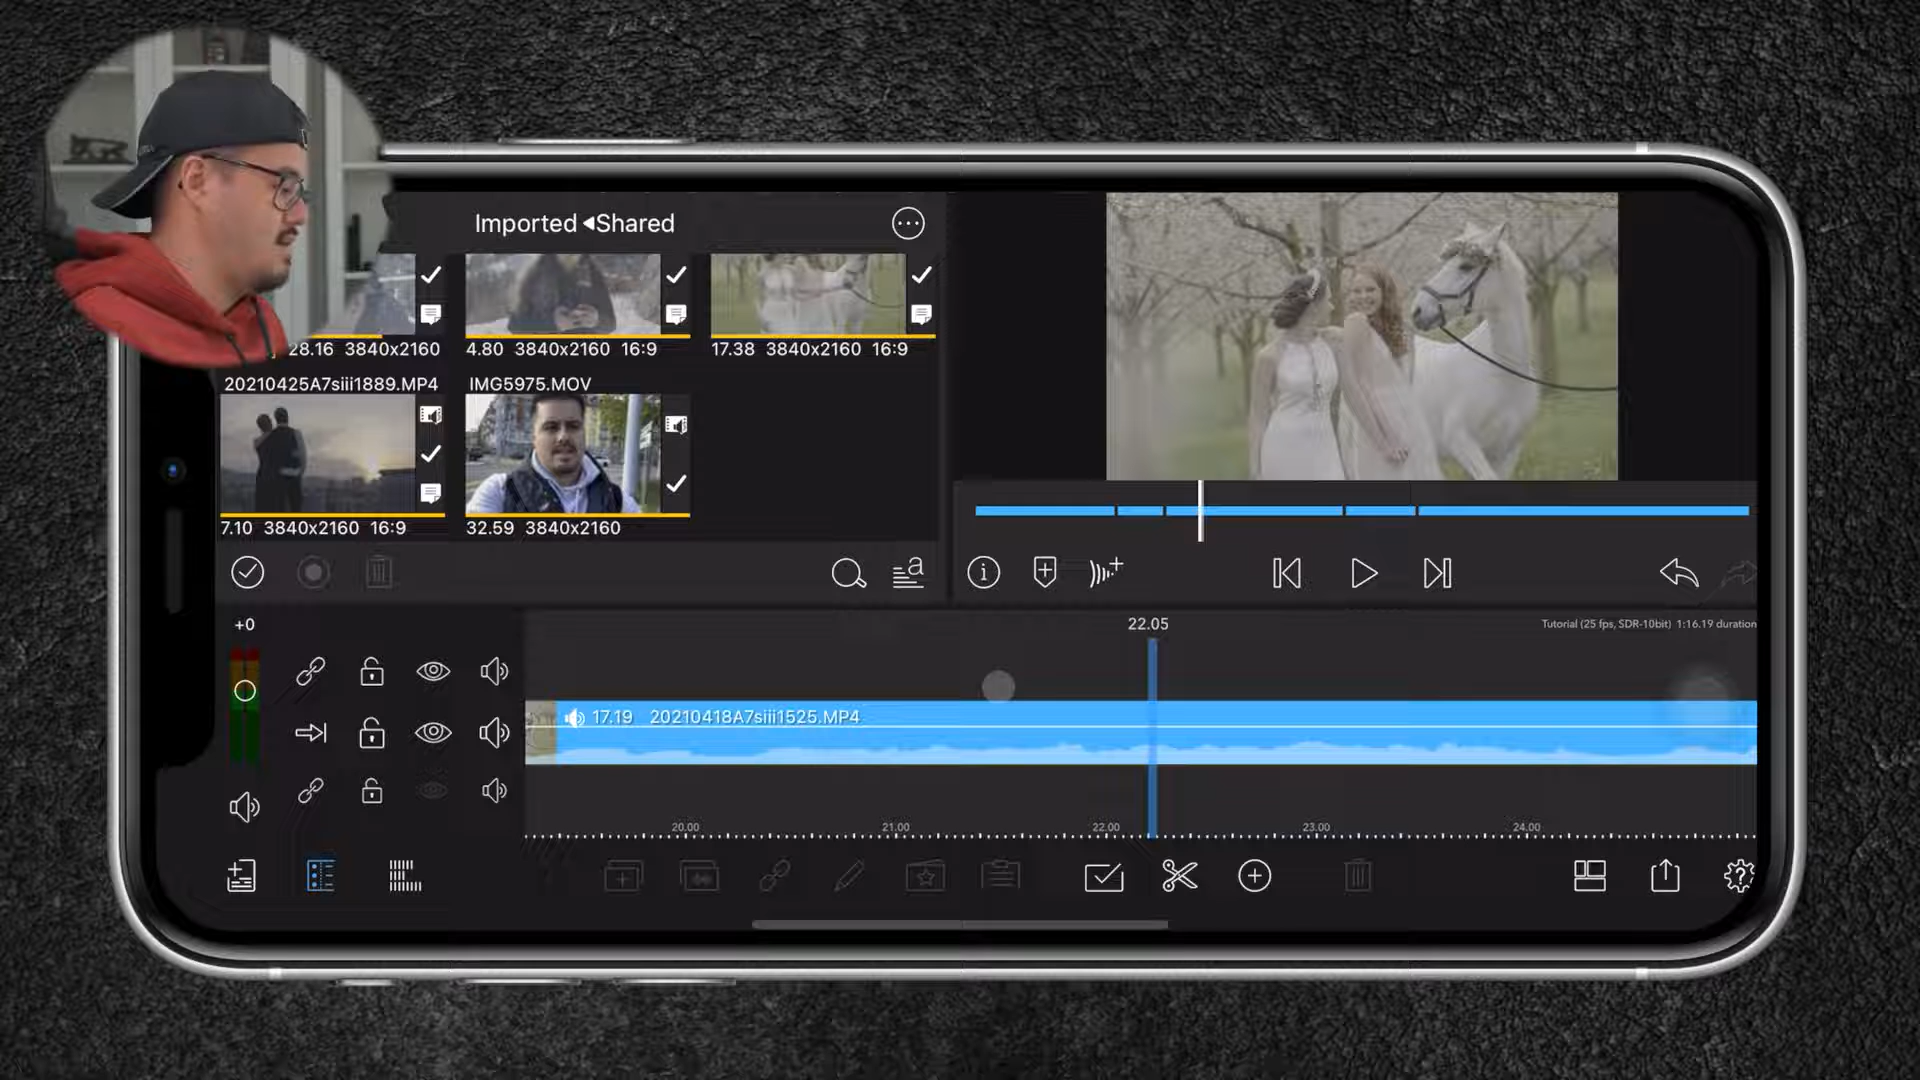 Imported ◂Shared
28.16 3840x2160
4.80 3840x2160 16:9
17.38 3840x2160 16:9
20210425A7siii1889.MP4
IMG5975.MOV
7.10 3840x2160 16:9
32.59 3840x2160
+0
22.05
Tutorial (25 fps, SDR-10bit) 1:16.19 duration
17.19 20210418A7siii1525.MP4
20.00
21.00
22.00
23.00
24.00